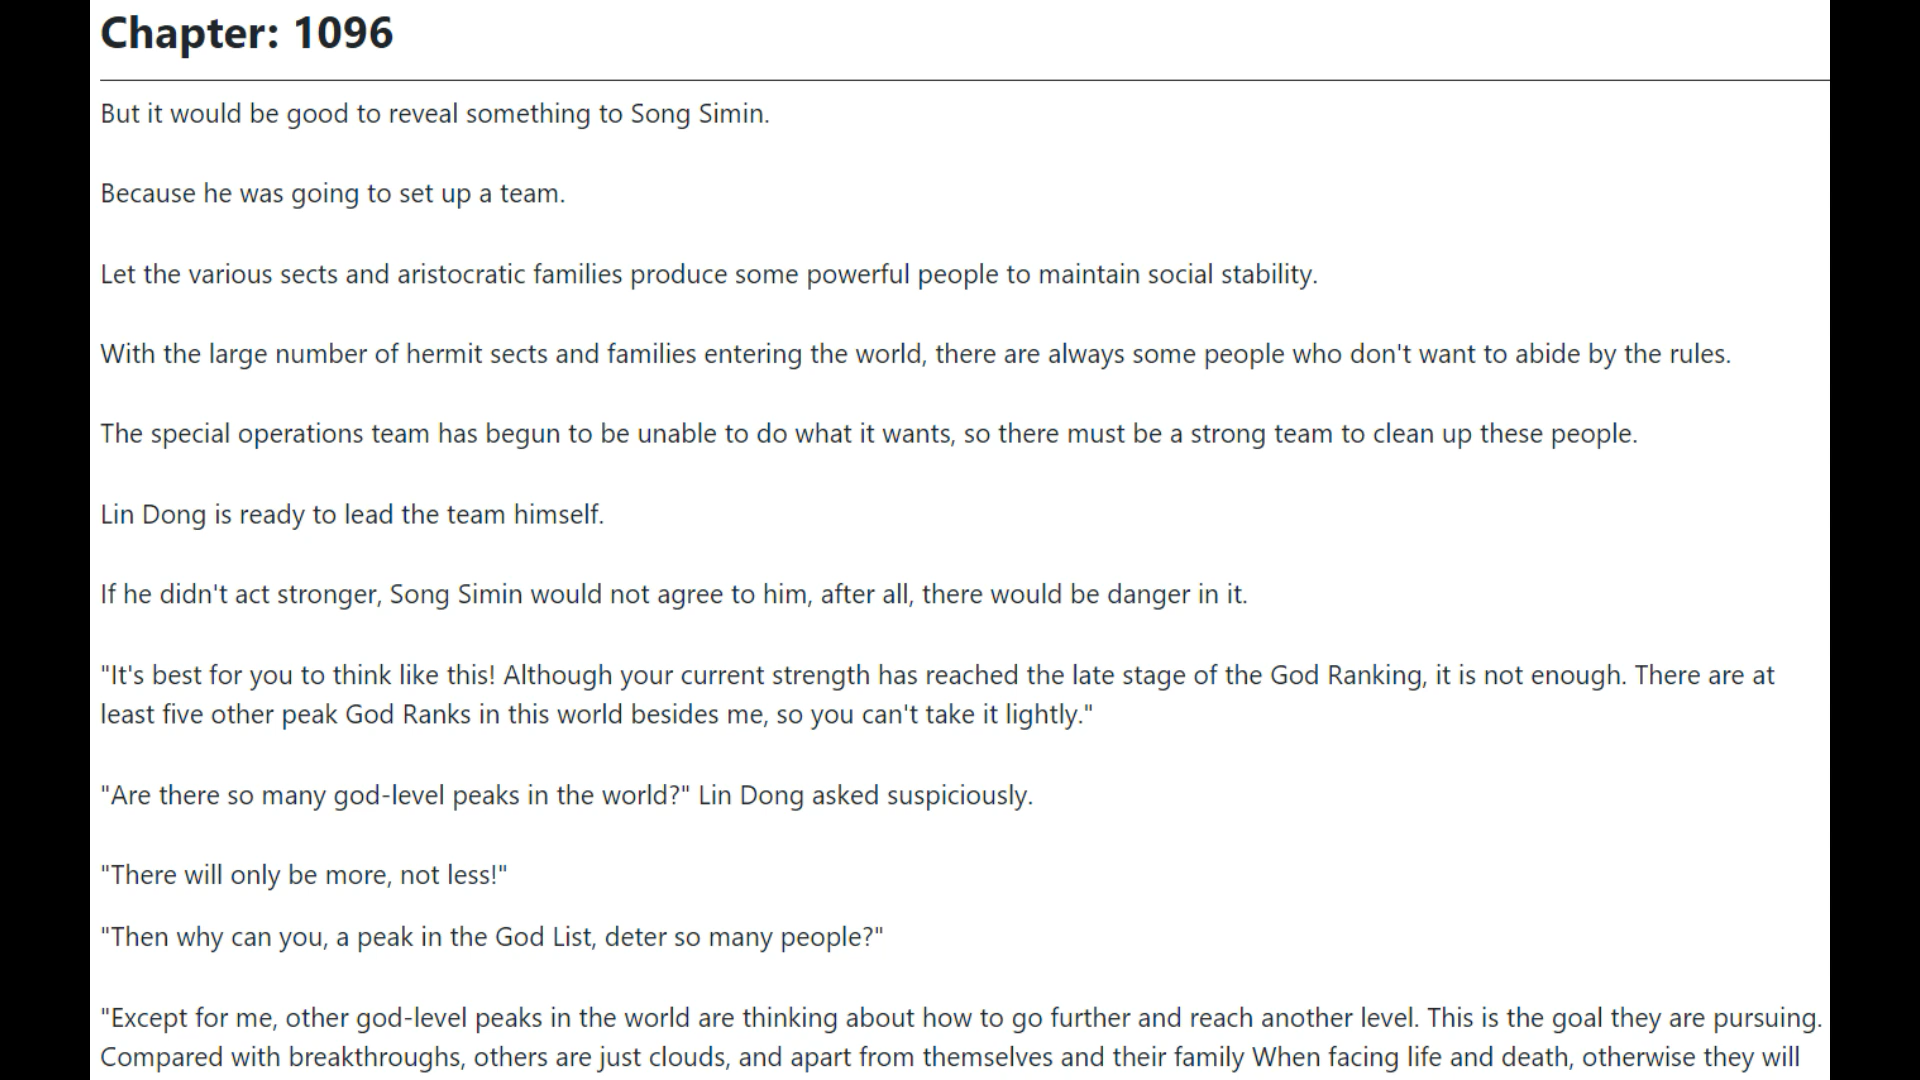 Chapter: 1096
But it would be good to reveal something to Song Simin.
Because he was going to set up a team.
Let the various sects and aristocratic families produce some powerful people to maintain social stability.
With the large number of hermit sects and families entering the world, there are always some people who don't want to abide by the rules.
The special operations team has begun to be unable to do what it wants, so there must be a strong team to clean up these people.
Lin Dong is ready to lead the team himself.
If he didn't act stronger, Song Simin would not agree to him, after all, there would be danger in it.
"It's best for you to think like this! Although your current strength has reached the late stage of the God Ranking, it is not enough. There are at
least five other peak God Ranks in this world besides me, so you can't take it lightly."
"Are there so many god-level peaks in the world?" Lin Dong asked suspiciously.
"There will only be more, not less!"
"Then why can you, a peak in the God List, deter so many people?"
"Except for me, other god-level peaks in the world are thinking about how to go further and reach another level. This is the goal they are pursuing.
Compared with breakthroughs, others are just clouds, and apart from themselves and their family When facing life and death, otherwise they will